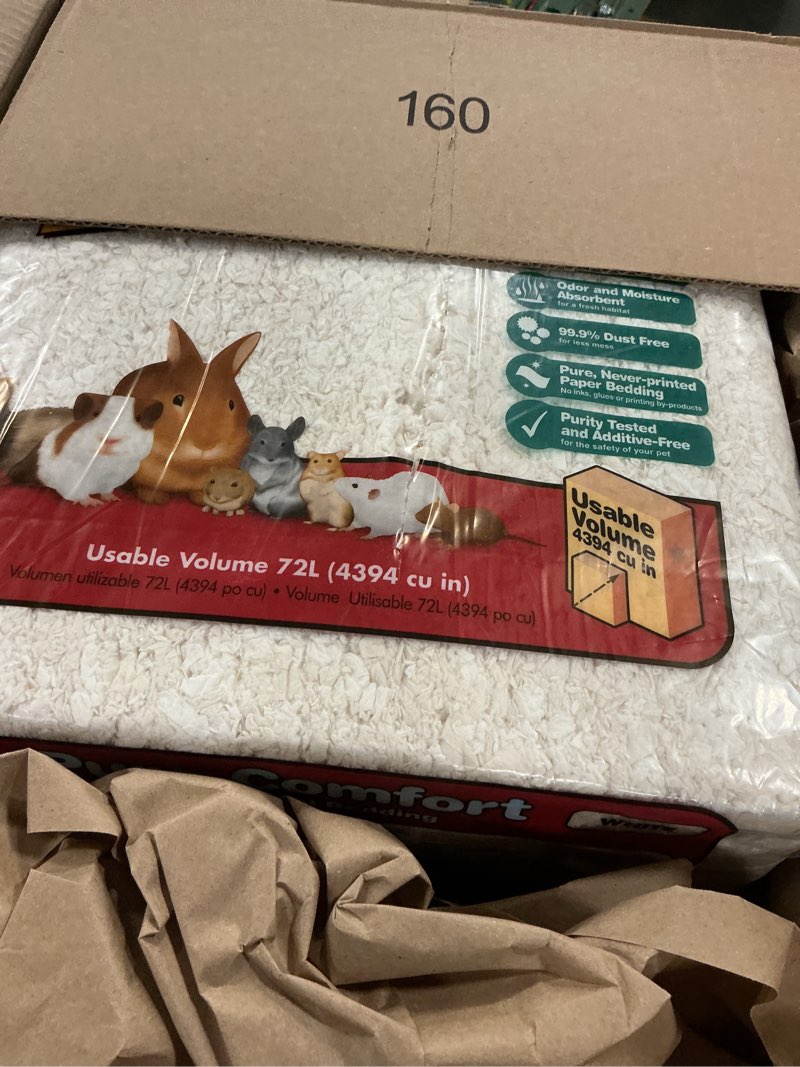 160
Odor and Moisture
Absorbent
for a fresh habitat
99.9% Dust Free
for less mess
Pure, Never-printed
Paper Bedding
No inks, glues or printing by-products
Purity Tested
and Additive-Free
for the safety of your pet
Usable
Volume
4394 cu in
Usable Volume 72L (4394 cu in)
Volumen utilizable 72L (4394 po cu) • Volume Utilisable 72L (4394 po cu)
Comfort
Bedding
White